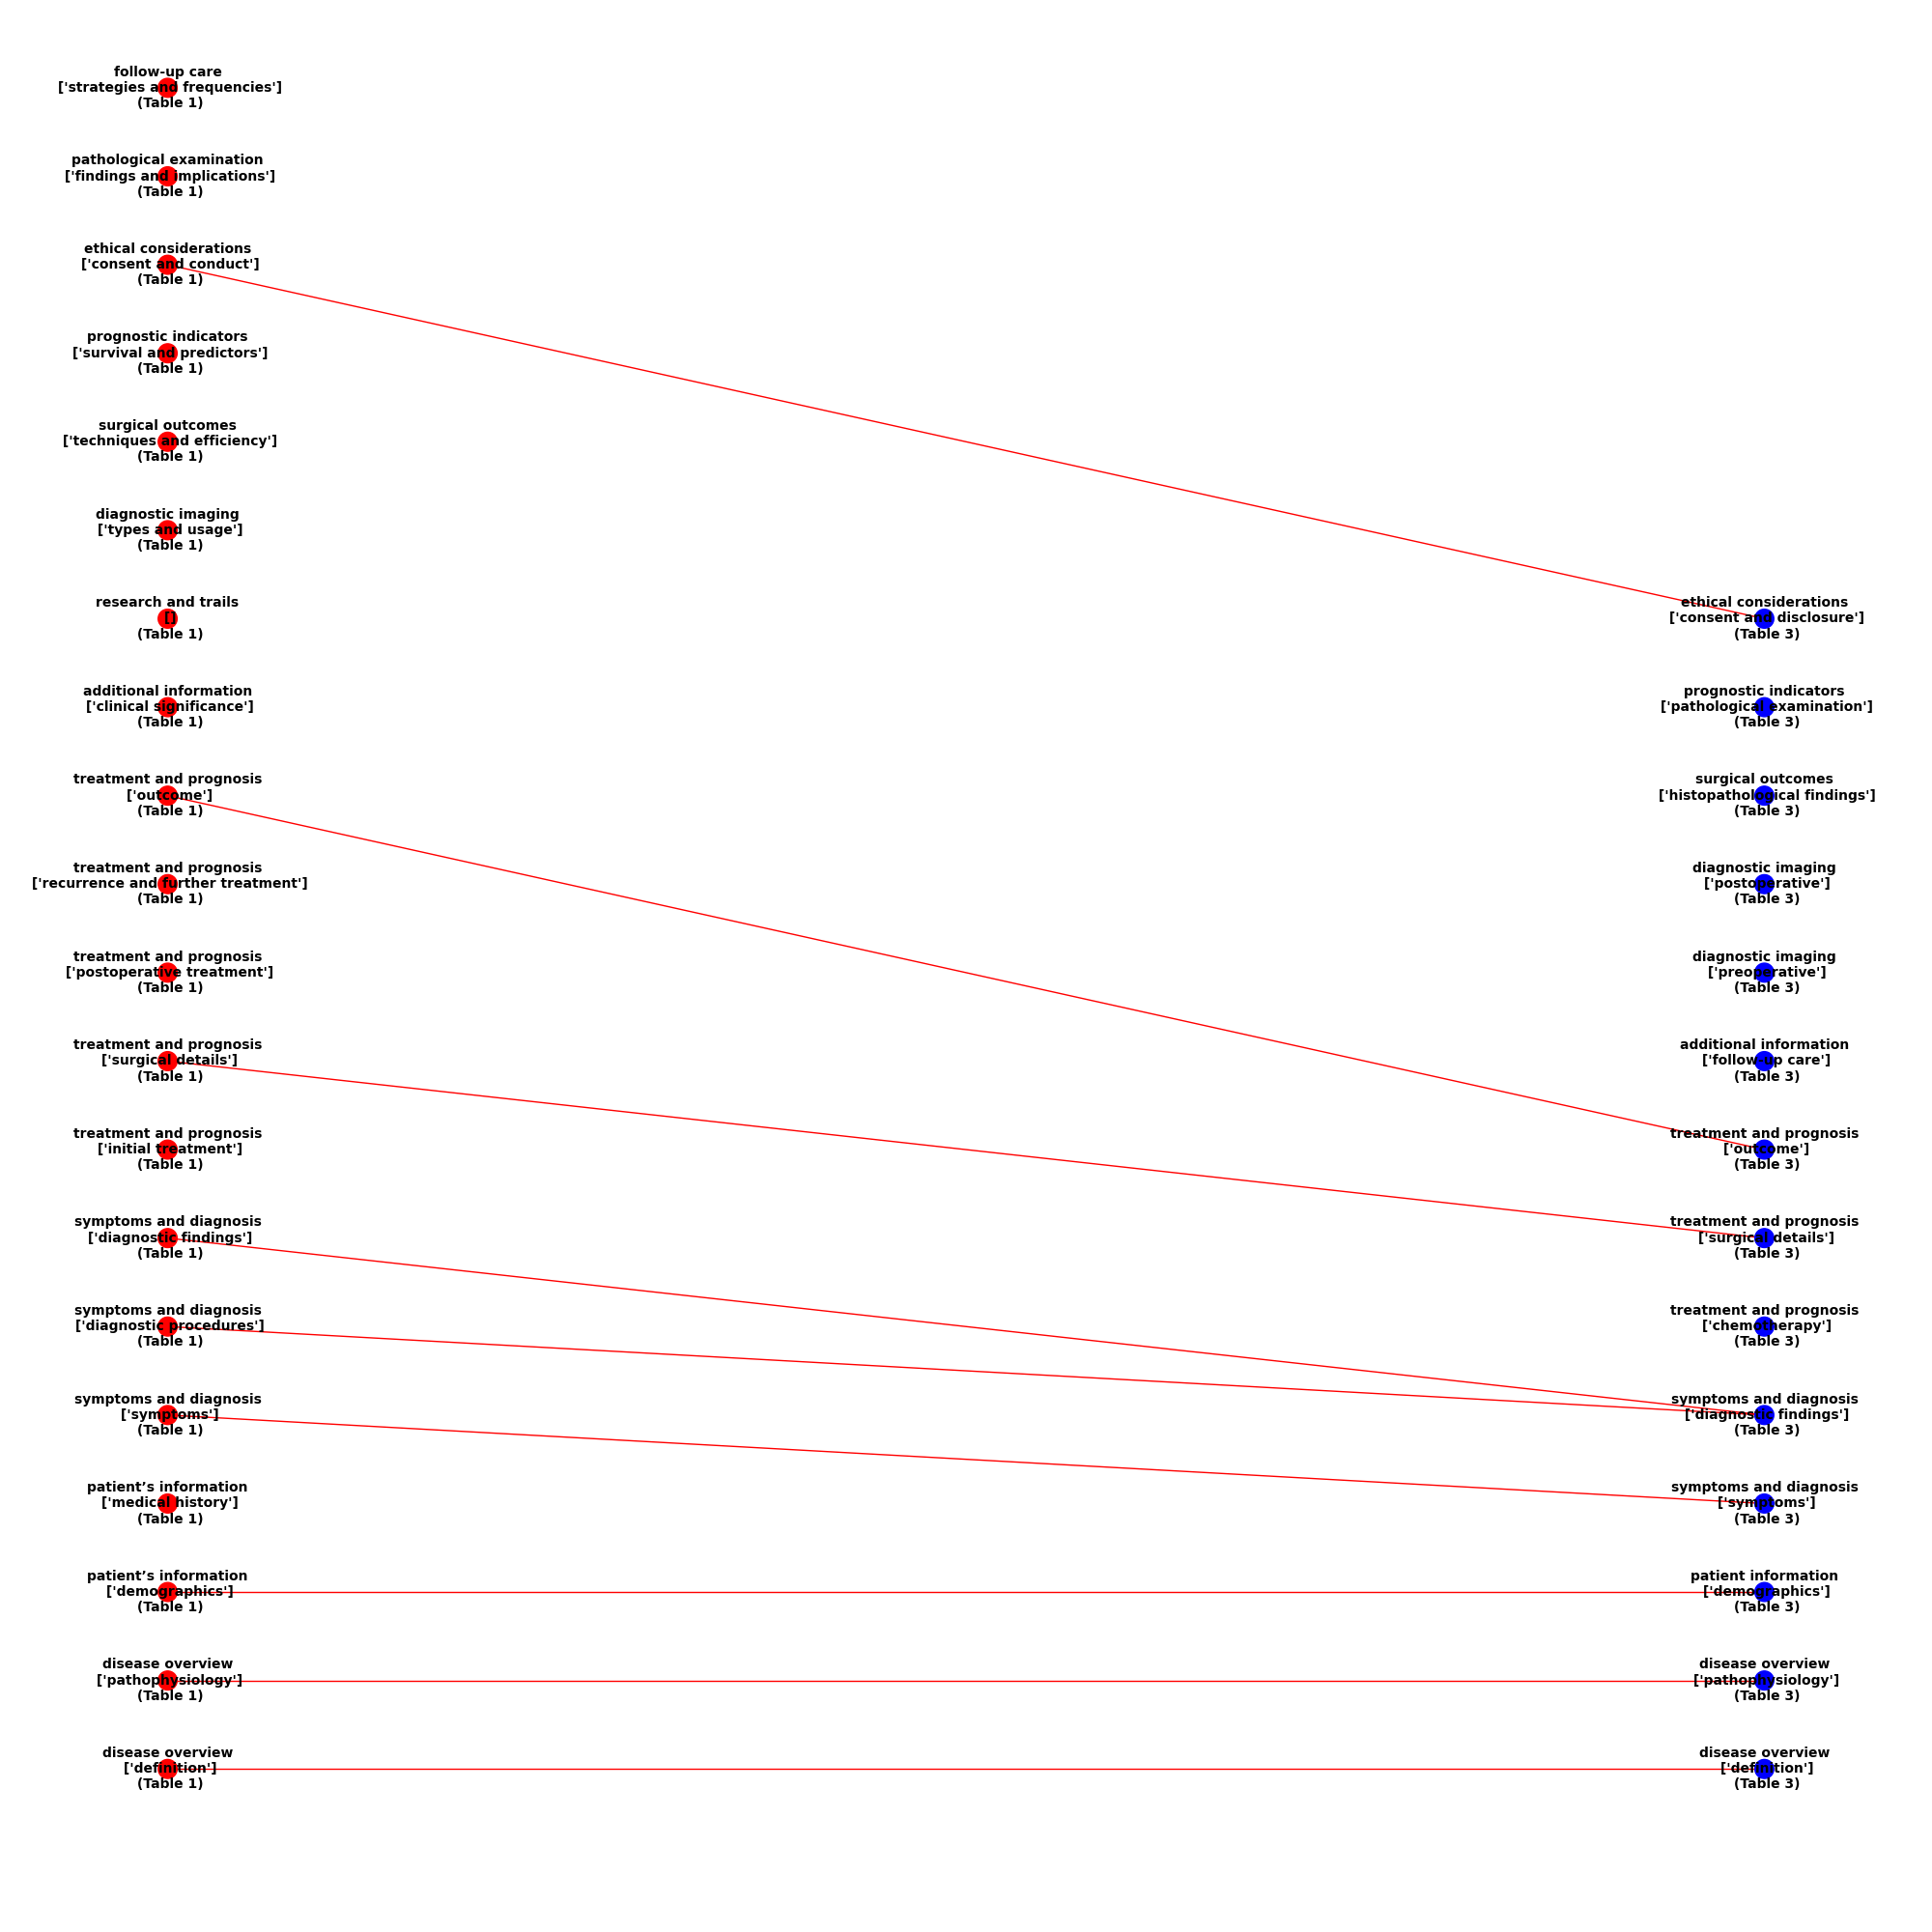 follow-up care
['strategies and frequencies']
(Table 1)
pathological examination
['findings and implications']
(Table 1)
ethical considerations
['consent and conduct']
(Table 1)
prognostic indicators
['survival and predictors']
(Table 1)
surgical outcomes
['techniques and efficiency']
(Table 1)
diagnostic imaging
['types and usage']
(Table 1)
research and trails
[]
(Table 1)
additional information
['clinical significance']
(Table 1)
treatment and prognosis
['outcome']
(Table 1)
treatment and prognosis
['recurrence and further treatment']
(Table 1)
treatment and prognosis
['postoperative treatment']
(Table 1)
treatment and prognosis
['surgical details']
(Table 1)
treatment and prognosis
['initial treatment']
(Table 1)
symptoms and diagnosis
['diagnostic findings']
(Table 1)
symptoms and diagnosis
['diagnostic procedures']
(Table 1)
symptoms and diagnosis
['symptoms']
(Table 1)
patient’s information
['medical history']
(Table 1)
patient’s information
['demographics']
(Table 1)
disease overview
['pathophysiology']
(Table 1)
disease overview
['definition']
(Table 1)
ethical considerations
['consent and disclosure']
(Table 3)
prognostic indicators
['pathological examination']
(Table 3)
surgical outcomes
['histopathological findings']
(Table 3)
diagnostic imaging
['postoperative']
(Table 3)
diagnostic imaging
['preoperative']
(Table 3)
additional information
['follow-up care']
(Table 3)
treatment and prognosis
['outcome']
(Table 3)
treatment and prognosis
['surgical details']
(Table 3)
treatment and prognosis
['chemotherapy']
(Table 3)
symptoms and diagnosis
['diagnostic findings']
(Table 3)
symptoms and diagnosis
['symptoms']
(Table 3)
patient information
['demographics']
(Table 3)
disease overview
['pathophysiology']
(Table 3)
disease overview
['definition']
(Table 3)